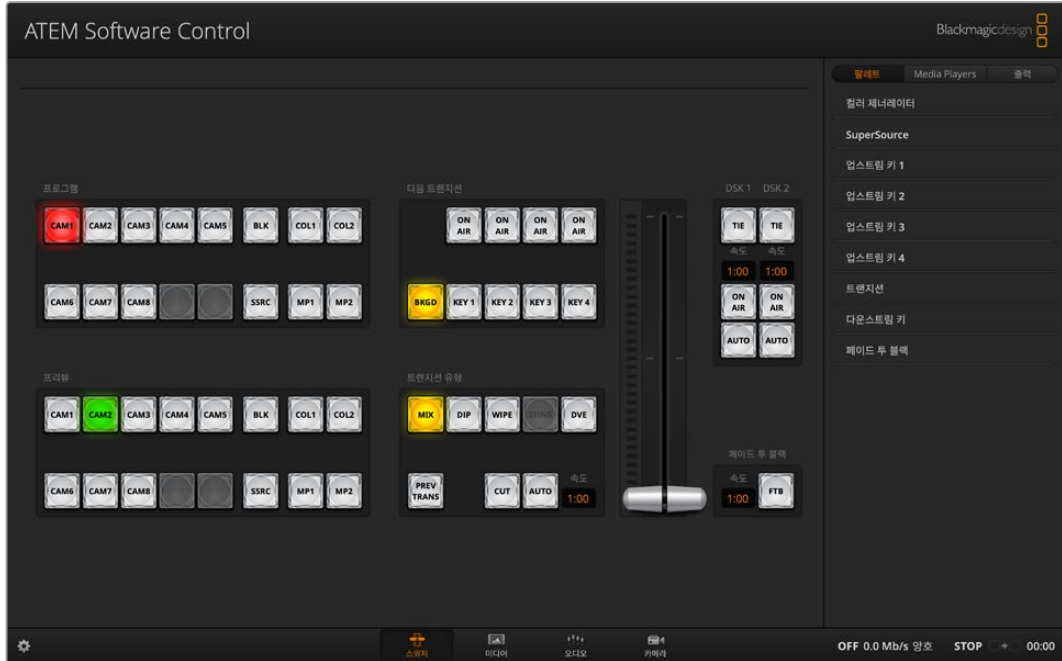 ATEM Software Control
Blackmagicdesign
팔레트 Media Players 출력
컬러 제너레이터
SuperSource
업스트림 키 1
업스트림 키 2
업스트림 키 3
업스트림 키 4
트랜지션
다운스트림 키
페이드 투 블랙
프로그램
CAM1 CAM2 CAM3 CAM4 CAM5 BLK COL1 COL2
CAM6 CAM7 CAM8 SSRC MP1 MP2
다음 트랜지션
ON AIR ON AIR ON AIR ON AIR
BKGD KEY 1 KEY 2 KEY 3 KEY 4
DSK 1 DSK 2
TIE TIE
속도 속도
1:00 1:00
ON AIR ON AIR
AUTO AUTO
프리뷰
CAM1 CAM2 CAM3 CAM4 CAM5 BLK COL1 COL2
CAM6 CAM7 CAM8 SSRC MP1 MP2
트랜지션 유형
MIX DIP WIPE STING DVE
PREV TRANS CUT AUTO 속도 1:00
페이드 투 블랙
속도
1:00 FTB
스위처 미디어 오디오 카메라
OFF 0.0 Mb/s 양호 STOP 00:00